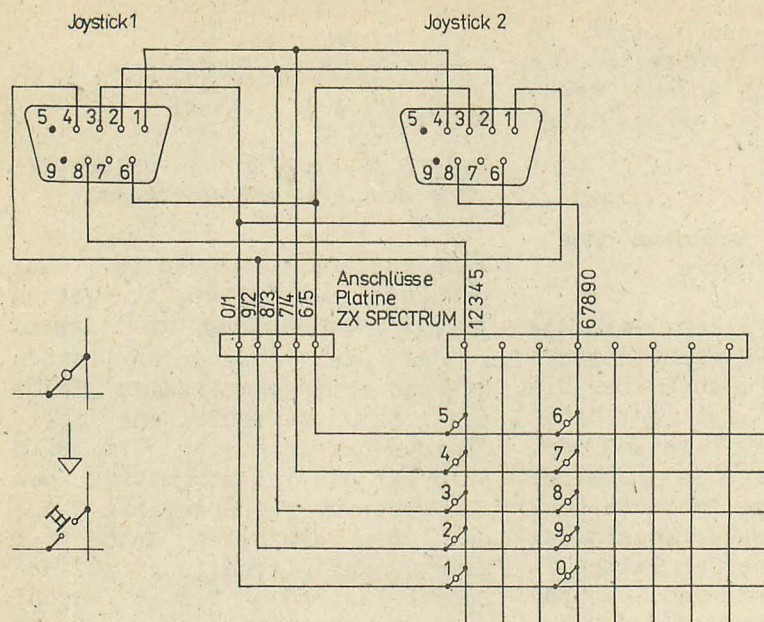 Joystick 1
Joystick 2
5 4 3 2 1
9 8 7 6
5 4 3 2 1
9 8 7 6
Anschlüsse
Platine
ZX SPECTRUM
0/1
9/2
8/3
7/4
6/5
12345
67890
5 6
4 7
3 8
2 9
1 0